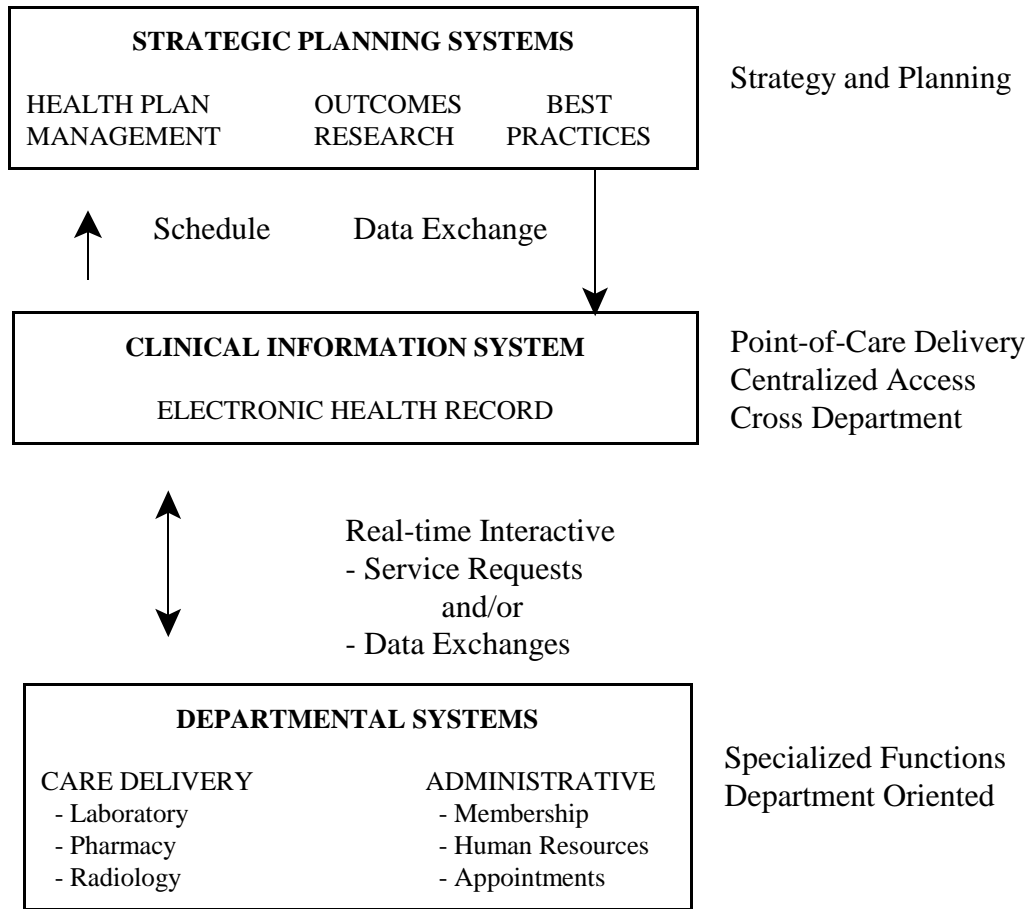 STRATEGIC PLANNING SYSTEMS
HEALTH PLAN MANAGEMENT
OUTCOMES RESEARCH
BEST PRACTICES
Strategy and Planning
Schedule Data Exchange
CLINICAL INFORMATION SYSTEM
ELECTRONIC HEALTH RECORD
Point-of-Care Delivery
Centralized Access
Cross Department
Real-time Interactive
- Service Requests
and/or
- Data Exchanges
DEPARTMENTAL SYSTEMS
CARE DELIVERY
- Laboratory
- Pharmacy
- Radiology
ADMINISTRATIVE
- Membership
- Human Resources
- Appointments
Specialized Functions
Department Oriented